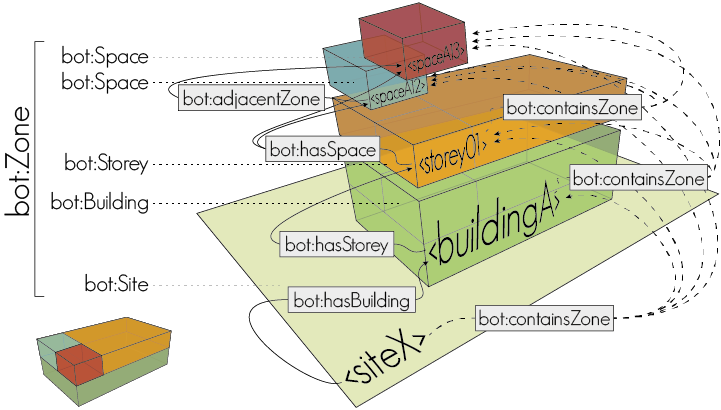 bot:Zone
bot:Space
bot:Space
bot:Storey
bot:Building
bot:Site
<spaceA13>
<spaceA12>
bot:adjacentZone
bot:containsZone
bot:hasSpace
<storey01>
bot:containsZone
<buildingA>
bot:hasStorey
bot:hasBuilding
bot:containsZone
<siteX>